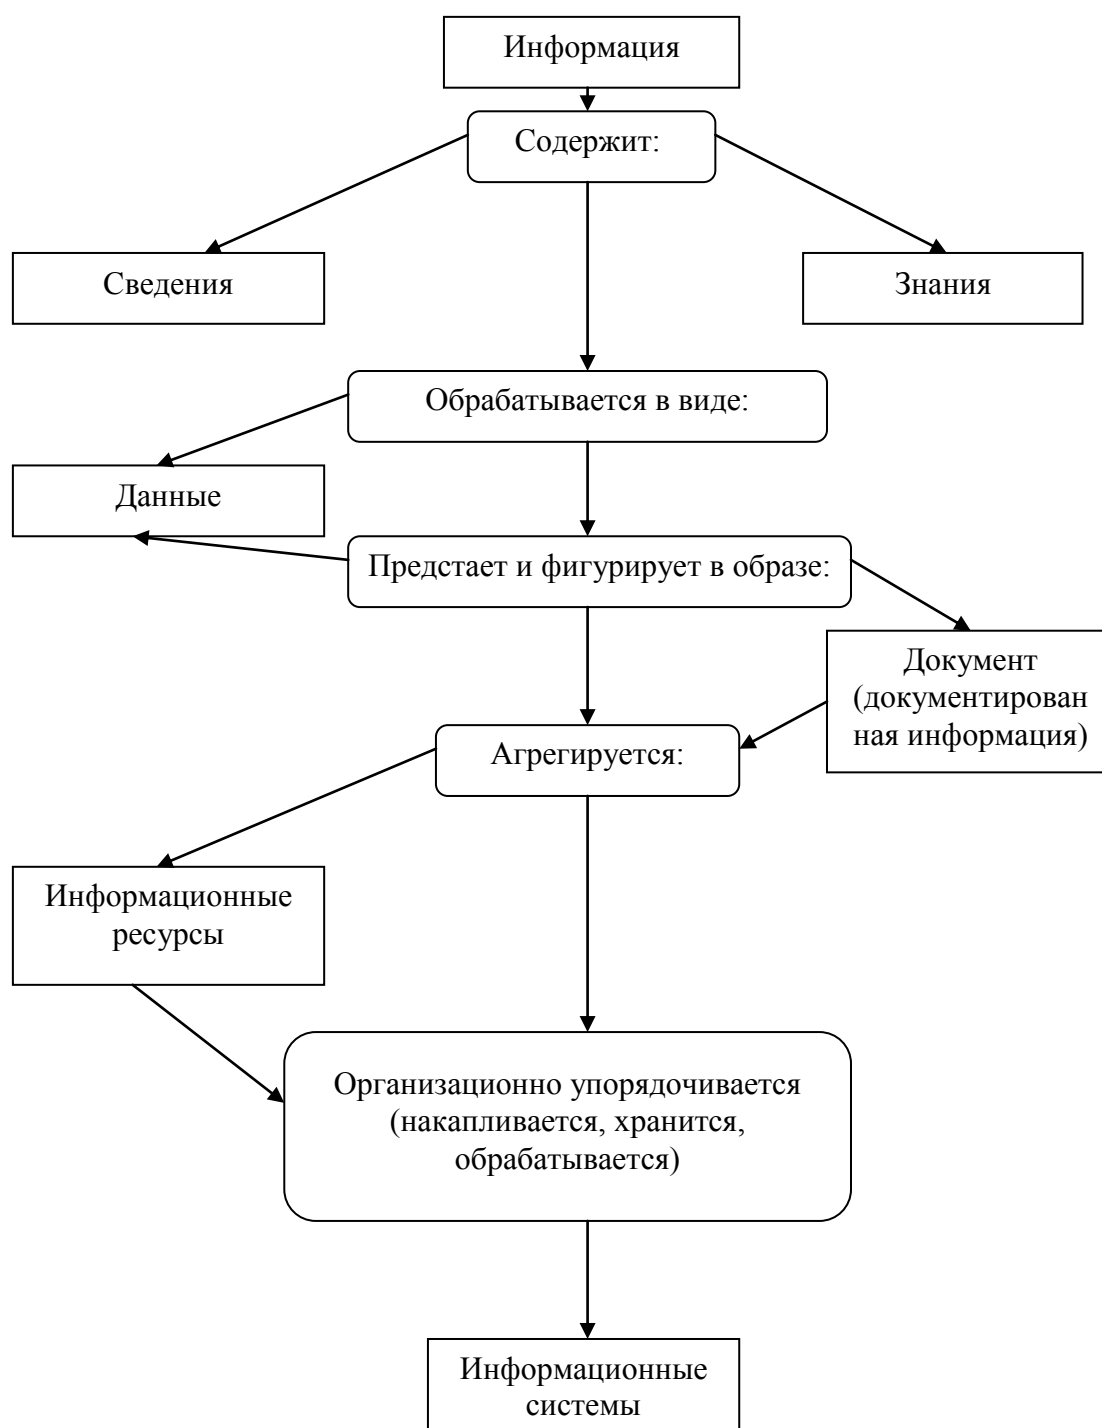 Информация
Содержит:
Сведения
Знания
Обрабатывается в виде:
Данные
Предстает и фигурирует в образе:
Документ
(документирован
ная информация)
Агрегируется:
Информационные
ресурсы
Организационно упорядочивается
(накапливается, хранится,
обрабатывается)
Информационные
системы